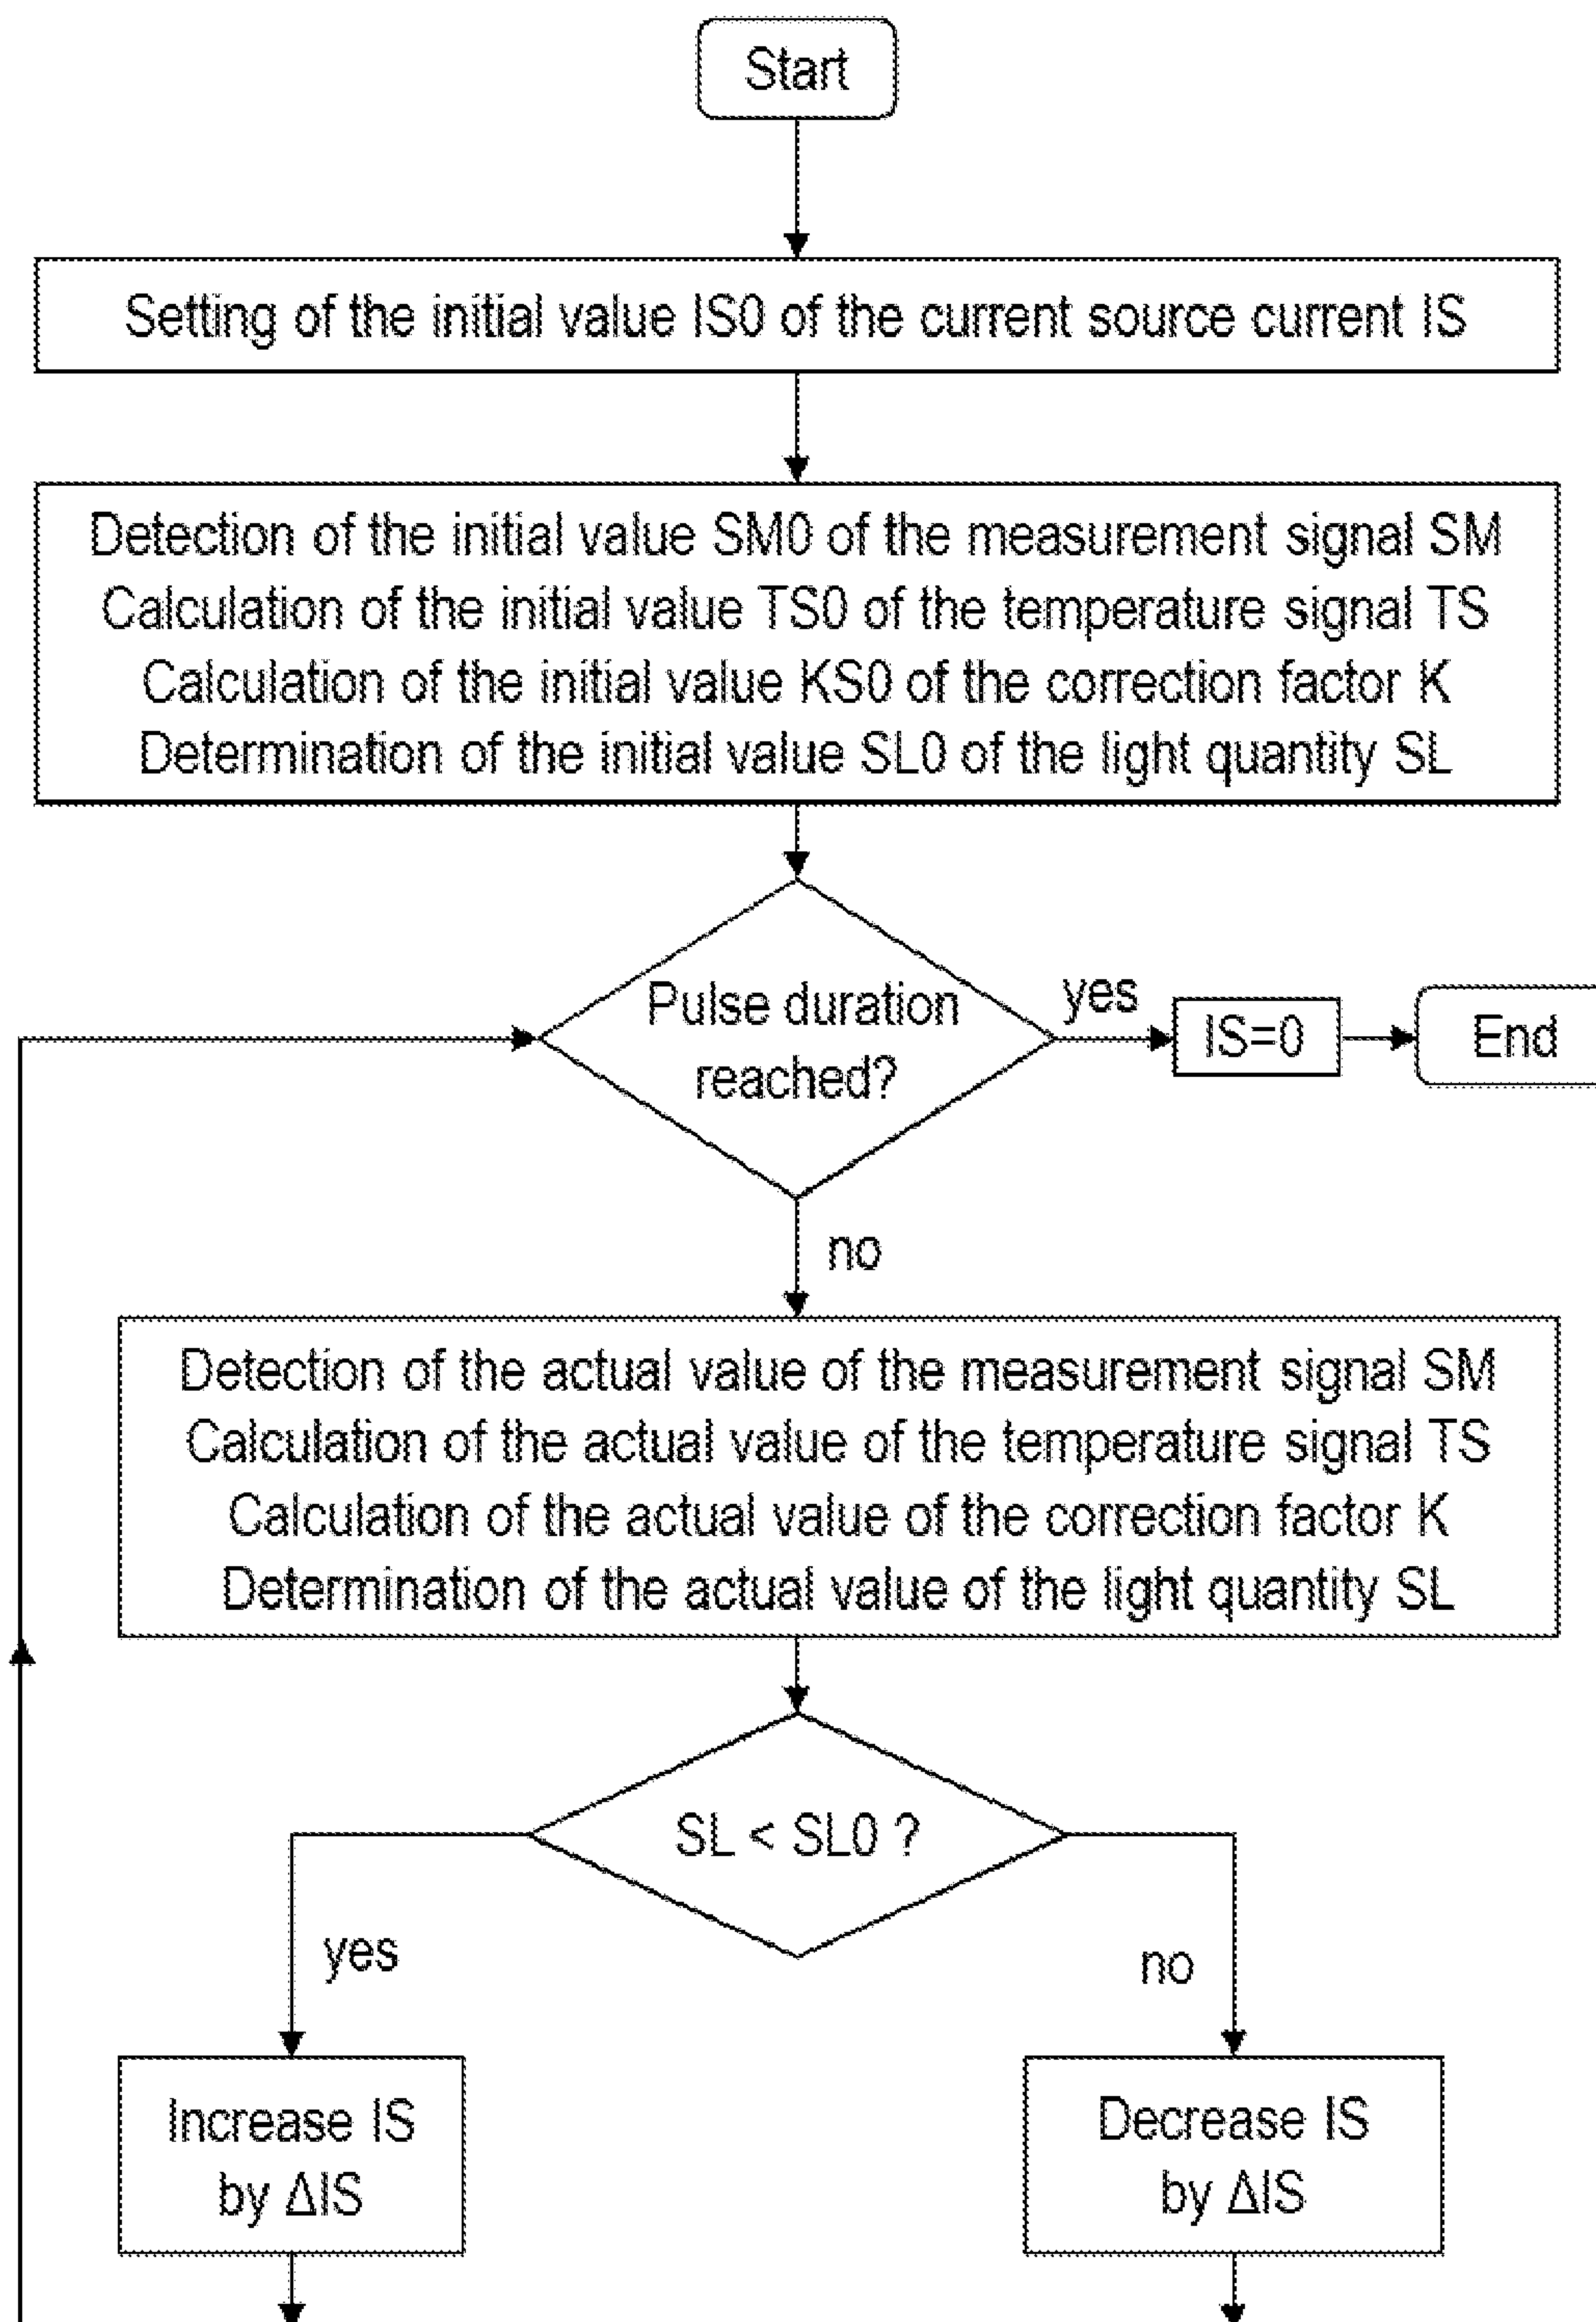 Start
Setting of the initial value IS0 of the current source current IS
Detection of the initial value SM0 of the measurement signal SM
Calculation of the initial value TS0 of the temperature signal TS
Calculation of the initial value KS0 of the correction factor K
Determination of the initial value SL0 of the light quantity SL
Pulse duration
reached?
yes
IS=0
End
no
Detection of the actual value of the measurement signal SM
Calculation of the actual value of the temperature signal TS
Calculation of the actual value of the correction factor K
Determination of the actual value of the light quantity SL
SL < SL0 ?
yes
no
Increase IS
by ΔIS
Decrease IS
by ΔIS